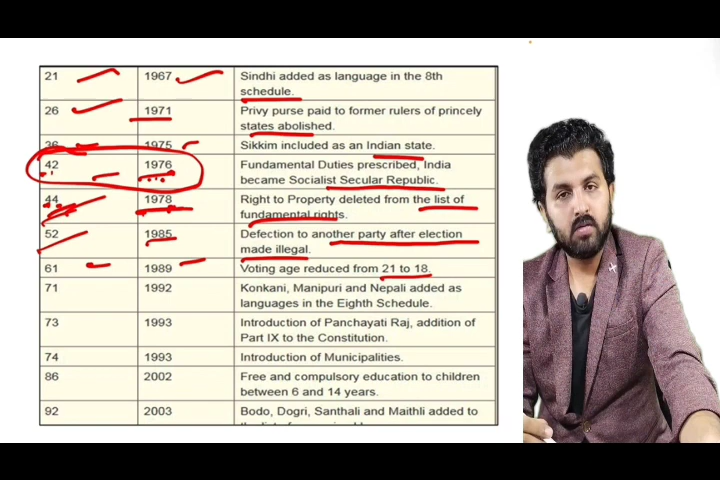 21 1967 Sindhi added as language in the 8th
schedule.
26 1971 Privy purse paid to former rulers of princely
states abolished.
36 1975 Sikkim included as an Indian state.
42 1976 Fundamental Duties prescribed, India
became Socialist Secular Republic.
44 1978 Right to Property deleted from the list of
fundamental rights.
52 1985 Defection to another party after election
made illegal.
61 1989 Voting age reduced from 21 to 18.
71 1992 Konkani, Manipuri and Nepali added as
languages in the Eighth Schedule.
73 1993 Introduction of Panchayati Raj, addition of
Part IX to the Constitution.
74 1993 Introduction of Municipalities.
86 2002 Free and compulsory education to children
between 6 and 14 years.
92 2003 Bodo, Dogri, Santhali and Maithli added to